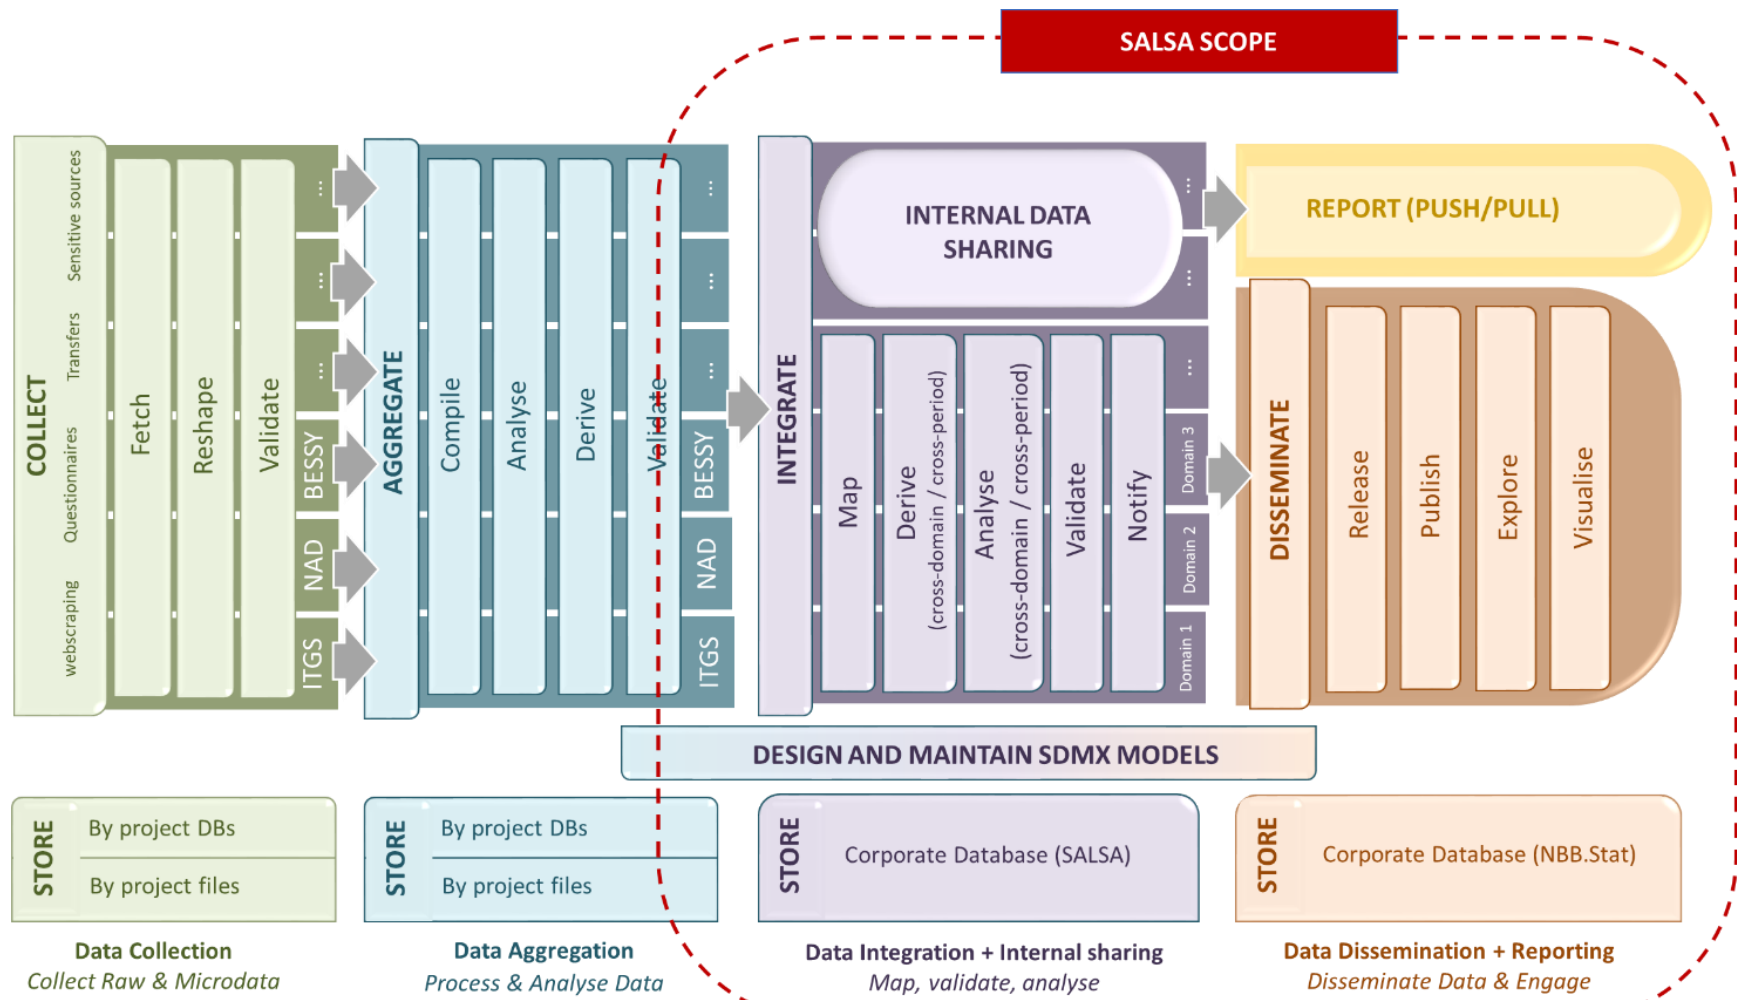 SALSA SCOPE
COLLECT
webscraping
Questionnaires
Transfers
Sensitive sources
Fetch
Reshape
Validate
...
...
...
BESSY
NAD
ITGS
AGGREGATE
Compile
Analyse
Derive
Validate
...
...
...
BESSY
NAD
ITGS
INTEGRATE
INTERNAL DATA
SHARING
Map
Derive
(cross-domain / cross-period)
Analyse
(cross-domain / cross-period)
Validate
Notify
...
...
...
Domain 3
Domain 2
Domain 1
REPORT (PUSH/PULL)
DISSEMINATE
Release
Publish
Explore
Visualise
DESIGN AND MAINTAIN SDMX MODELS
STORE
By project DBs
By project files
STORE
By project DBs
By project files
STORE
Corporate Database (SALSA)
STORE
Corporate Database (NBB.Stat)
Data Collection
Collect Raw & Microdata
Data Aggregation
Process & Analyse Data
Data Integration + Internal sharing
Map, validate, analyse
Data Dissemination + Reporting
Disseminate Data & Engage